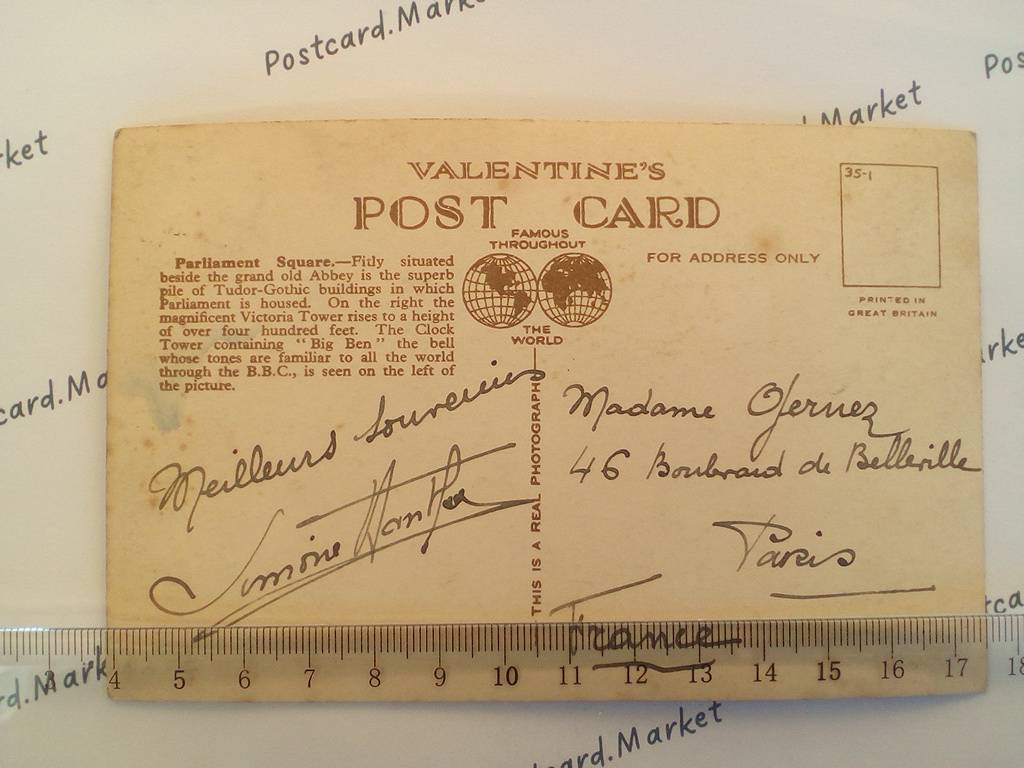 Postcard.Mark
Pos
Market
rket
VALENTINE'S
POST CARD
FAMOUS
THROUGHOUT
THE
WORLD
FOR ADDRESS ONLY
35-1
PRINTED IN
GREAT BRITAIN
Parliament Square.—Fitly situated
beside the grand old Abbey is the superb
pile of Tudor-Gothic buildings in which
Parliament is housed. On the right the
magnificent Victoria Tower rises to a height
of over four hundred feet. The Clock
Tower containing "Big Ben" the bell
whose tones are familiar to all the world
through the B.B.C., is seen on the left of
the picture.
card.Ma
rke
Meilleurs souvenirs
Simone
THIS IS A REAL PHOTOGRAPH
Madame
46 Boulevard de Belleville
Paris
France
tca
3 4 5 6 7 8 9 10 11 12 13 14 15 16 17 18
rd.Mark
card.Market